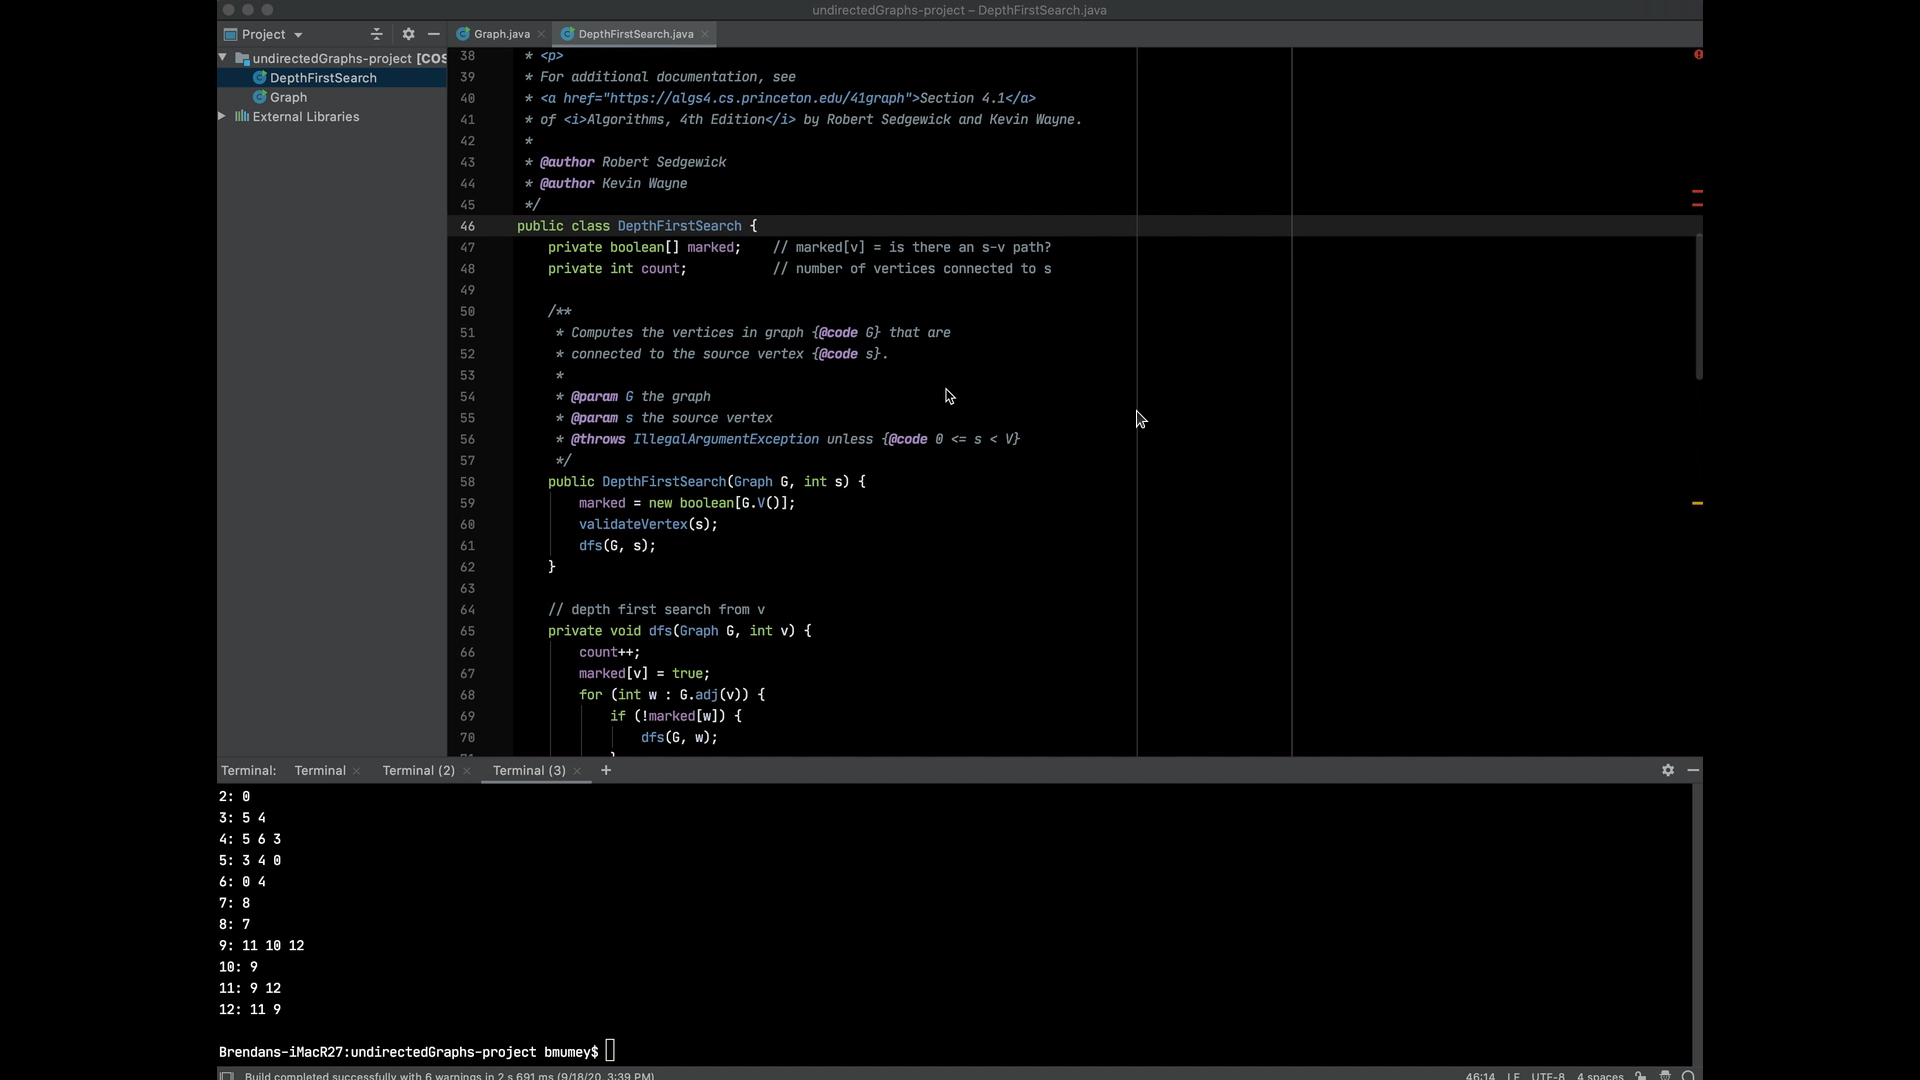 undirectedGraphs-project – DepthFirstSearch.java
Project
Graph.java
DepthFirstSearch.java
undirectedGraphs-project [COS
DepthFirstSearch
Graph
External Libraries
38 * <p>
39 * For additional documentation, see
40 * <a href="https://algs4.cs.princeton.edu/41graph">Section 4.1</a>
41 * of <i>Algorithms, 4th Edition</i> by Robert Sedgewick and Kevin Wayne.
42 *
43 * @author Robert Sedgewick
44 * @author Kevin Wayne
45 */
46 public class DepthFirstSearch {
47 private boolean[] marked;    // marked[v] = is there an s-v path?
48 private int count;           // number of vertices connected to s
49
50 /**
51 * Computes the vertices in graph {@code G} that are
52 * connected to the source vertex {@code s}.
53 *
54 * @param G the graph
55 * @param s the source vertex
56 * @throws IllegalArgumentException unless {@code 0 <= s < V}
57 */
58 public DepthFirstSearch(Graph G, int s) {
59 marked = new boolean[G.V()];
60 validateVertex(s);
61 dfs(G, s);
62 }
63
64 // depth first search from v
65 private void dfs(Graph G, int v) {
66 count++;
67 marked[v] = true;
68 for (int w : G.adj(v)) {
69 if (!marked[w]) {
70 dfs(G, w);
Terminal: Terminal Terminal (2) Terminal (3) +
2: 0
3: 5 4
4: 5 6 3
5: 3 4 0
6: 0 4
7: 8
8: 7
9: 11 10 12
10: 9
11: 9 12
12: 11 9
Brendans-iMacR27:undirectedGraphs-project bmumey$
Build completed successfully with 6 warnings in 2 s 691 ms (9/18/20, 3:39 PM)
46:14 LF UTF-8 4 spaces